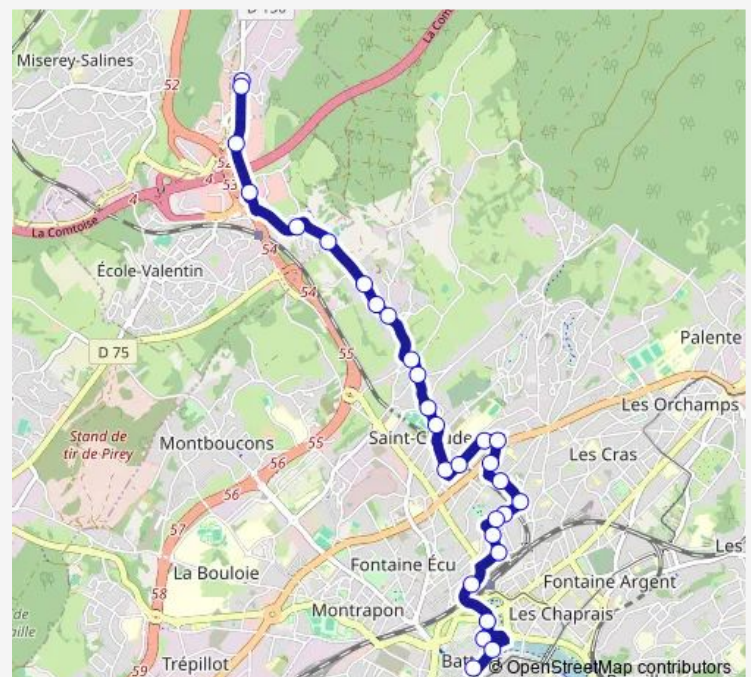 Miserey-Salines
52
La Com
52
4
53
4
La Comtoise
54
École-Valentin
54
D 75
55
Palente
Les Orchamps
Stand de
tir de Pirey
Montboucons
55
56
56
Les Cras
57
Fontaine Écu
Les
La Bouloie
Fontaine Argent
58
Montrapon
Les Chaprais
Trépillot
59
© OpenStreetMap contributors